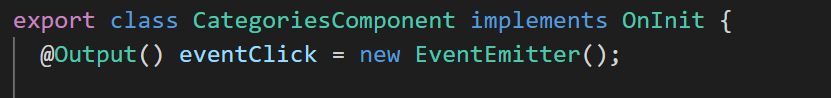 export class CategoriesComponent implements OnInit {
@Output() eventClick = new EventEmitter();